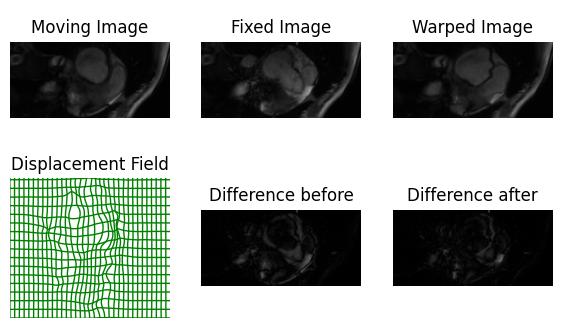 Moving Image
Fixed Image
Warped Image
Displacement Field
Difference before
Difference after